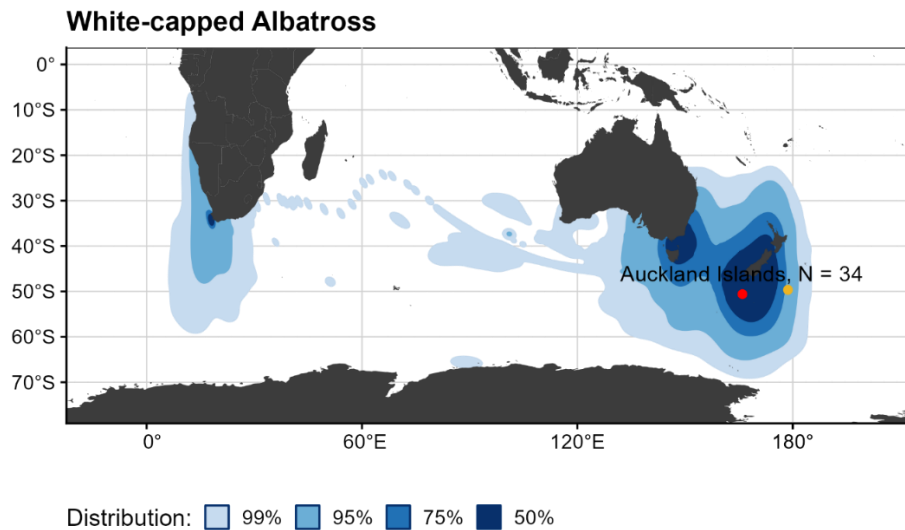 White-capped Albatross
0°
10°S
20°S
30°S
40°S
50°S
60°S
70°S
Auckland Islands, N = 34
0° 60°E 120°E 180°
Distribution: 99% 95% 75% 50%